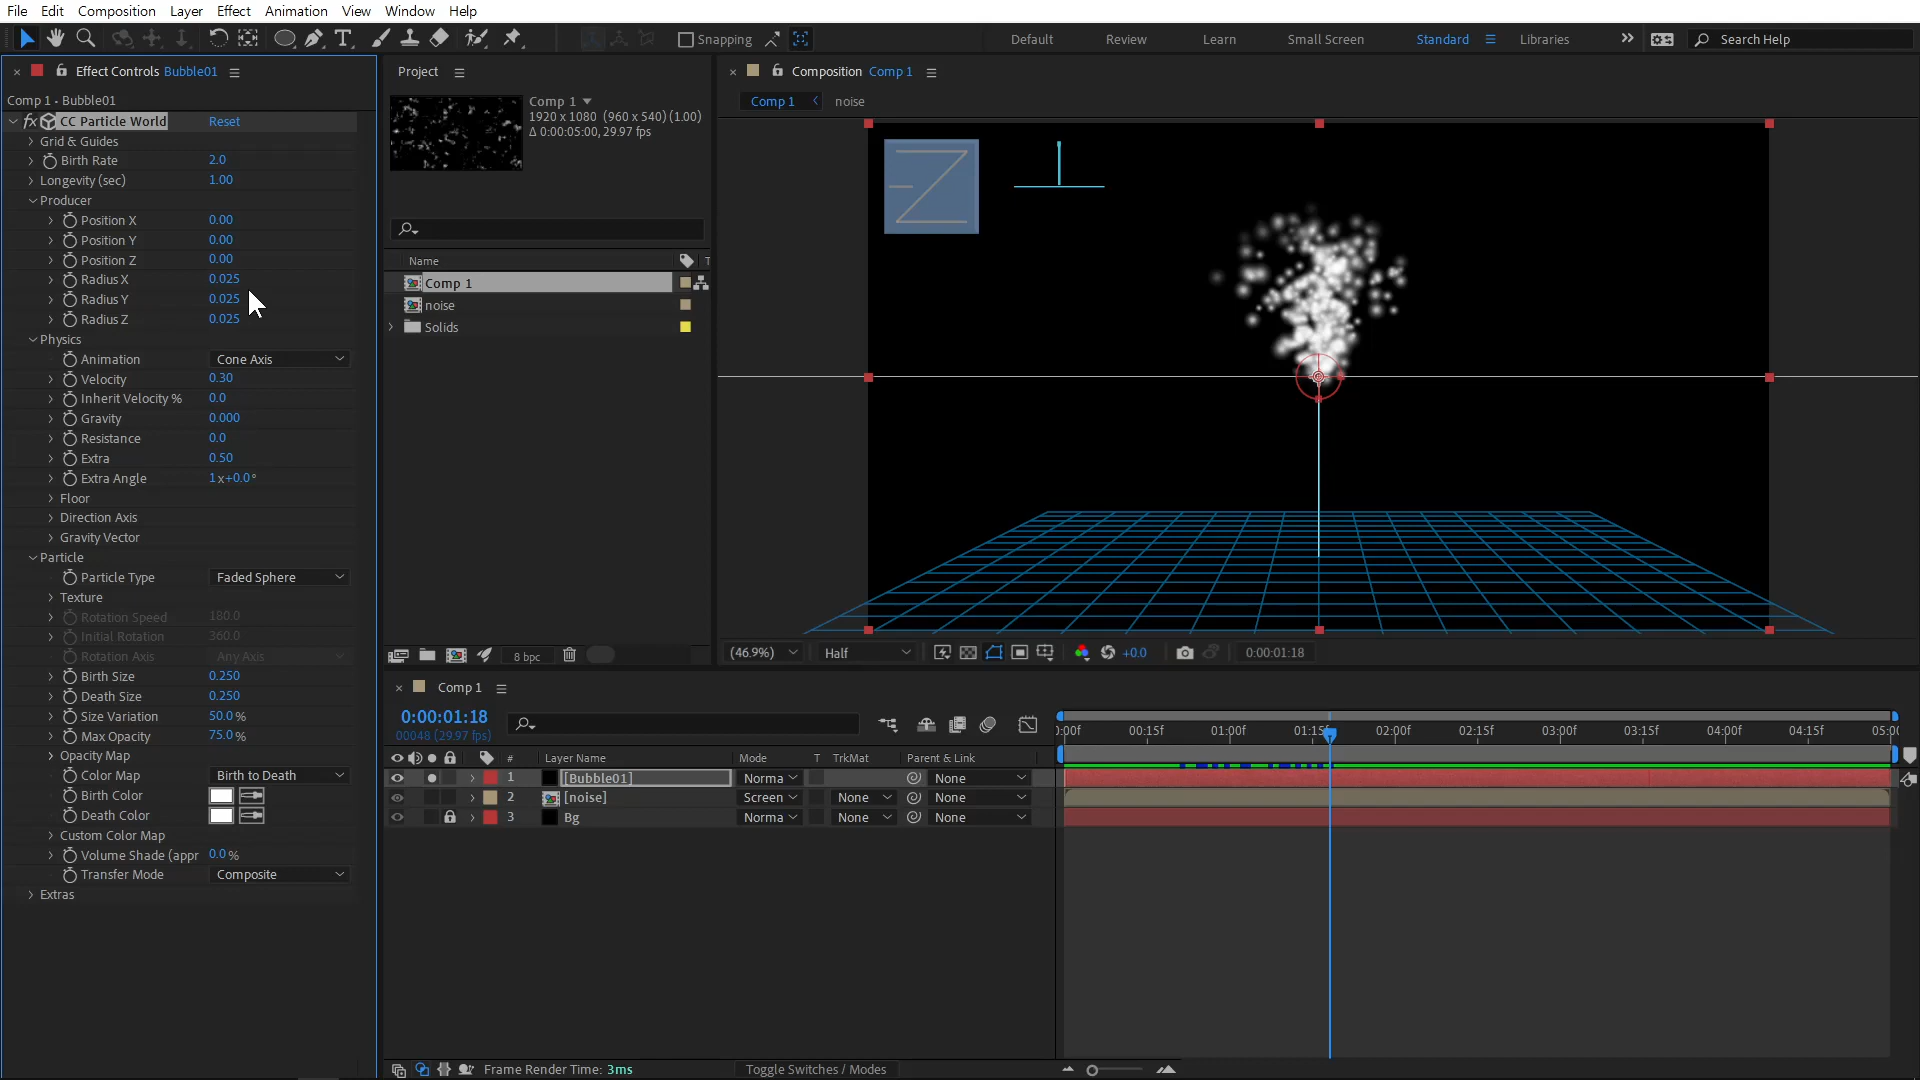 File Edit Composition Layer Effect Animation View Window Help
Snapping
Default Review Learn Small Screen Standard Libraries Search Help
Effect Controls Bubble01
Comp 1 • Bubble01
fx CC Particle World Reset
Grid & Guides
Birth Rate 2.0
Longevity (sec) 1.00
Producer
Position X 0.00
Position Y 0.00
Position Z 0.00
Radius X 0.025
Radius Y 0.025
Radius Z 0.025
Physics
Animation Cone Axis
Velocity 0.30
Inherit Velocity % 0.0
Gravity 0.000
Resistance 0.0
Extra 0.50
Extra Angle 1x+0.0°
Floor
Direction Axis
Gravity Vector
Particle
Particle Type Faded Sphere
Texture
Rotation Speed 180.0
Initial Rotation 360.0
Rotation Axis Any Axis
Birth Size 0.250
Death Size 0.250
Size Variation 50.0%
Max Opacity 75.0%
Opacity Map
Color Map Birth to Death
Birth Color
Death Color
Custom Color Map
Volume Shade (appr 0.0%
Transfer Mode Composite
Extras
Project
Comp 1
1920 x 1080 (960 x 540) (1.00)
Δ 0:00:05:00, 29.97 fps
Name T
Comp 1
noise
Solids
8 bpc
Composition Comp 1
Comp 1 noise
(46.9%) Half +0.0 0:00:01:18
Comp 1
0:00:01:18
00048 (29.97 fps)
# Layer Name Mode T TrkMat Parent & Link
1 [Bubble01] Norma None
2 [noise] Screen None None
3 Bg Norma None None
):00f 00:15f 01:00f 01:15f 02:00f 02:15f 03:00f 03:15f 04:00f 04:15f 05:00
Frame Render Time: 3ms Toggle Switches / Modes